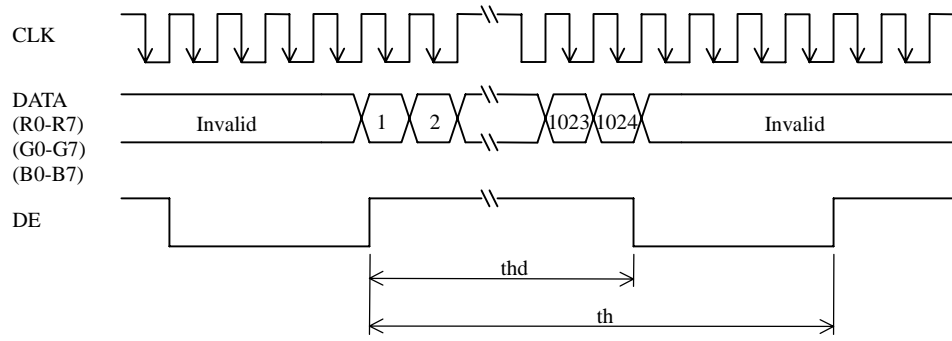 CLK
DATA
(R0-R7)
(G0-G7)
(B0-B7)
Invalid 1 2 1023 1024 Invalid
DE
thd
th